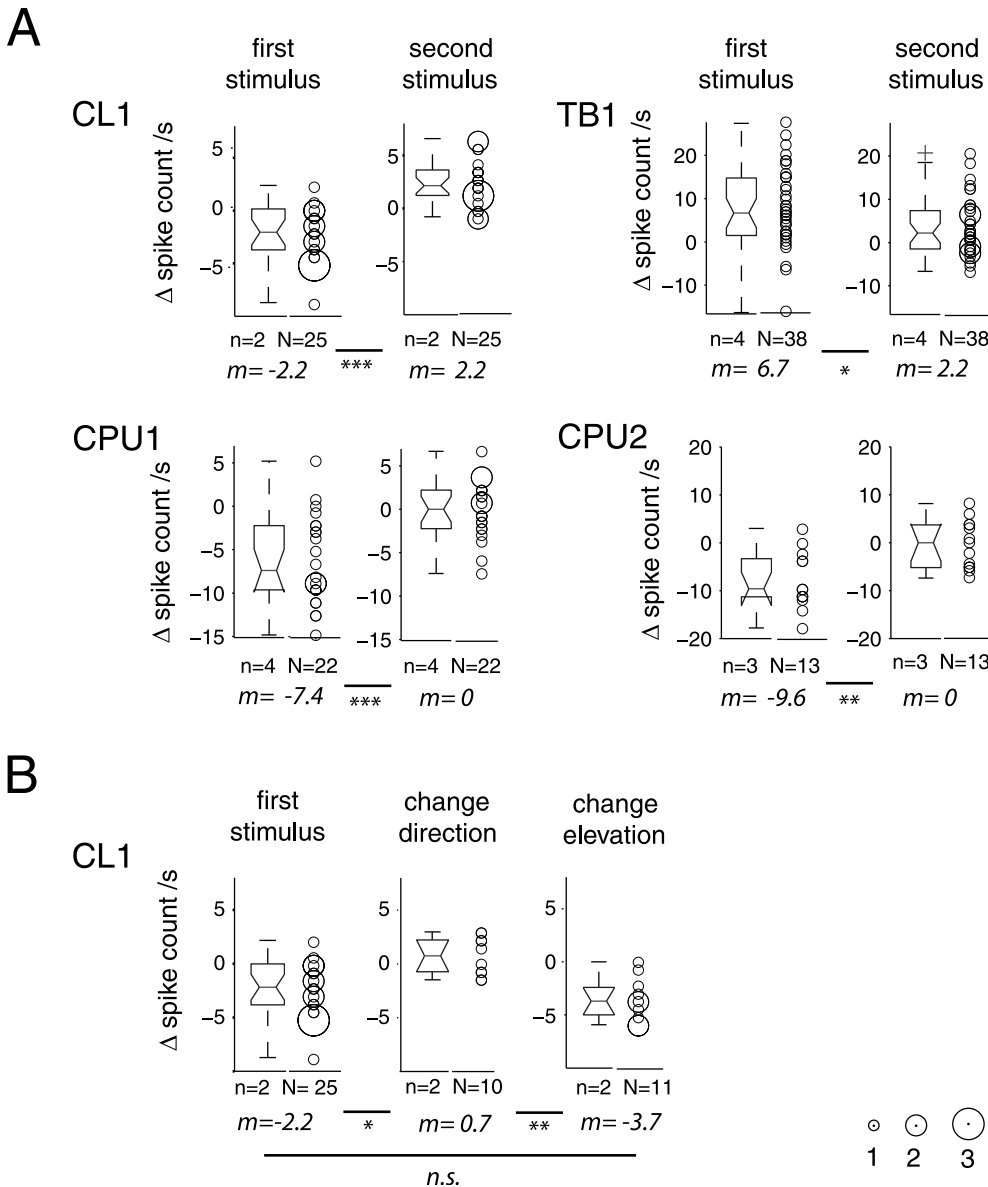 A
first stimulus
second stimulus
first stimulus
second stimulus
CL1
TB1
Δ spike count /s
5
0
−5
5
0
−5
Δ spike count /s
20
10
0
−10
20
10
0
−10
n=2 N=25
n=2 N=25
n=4 N=38
n=4 N=38
m= -2.2
***
m= 2.2
m= 6.7
*
m= 2.2
CPU1
CPU2
Δ spike count /s
5
0
−5
−10
−15
5
0
−5
−10
−15
Δ spike count /s
20
10
0
−10
−20
20
10
0
−10
−20
n=4 N=22
n=4 N=22
n=3 N=13
n=3 N=13
m= -7.4
***
m= 0
m= -9.6
**
m= 0
B
first stimulus
change direction
change elevation
CL1
Δ spike count /s
5
0
−5
5
0
−5
5
0
−5
n=2 N= 25
n=2 N=10
n=2 N=11
m=-2.2
*
m= 0.7
**
m= -3.7
n.s.
1 2 3